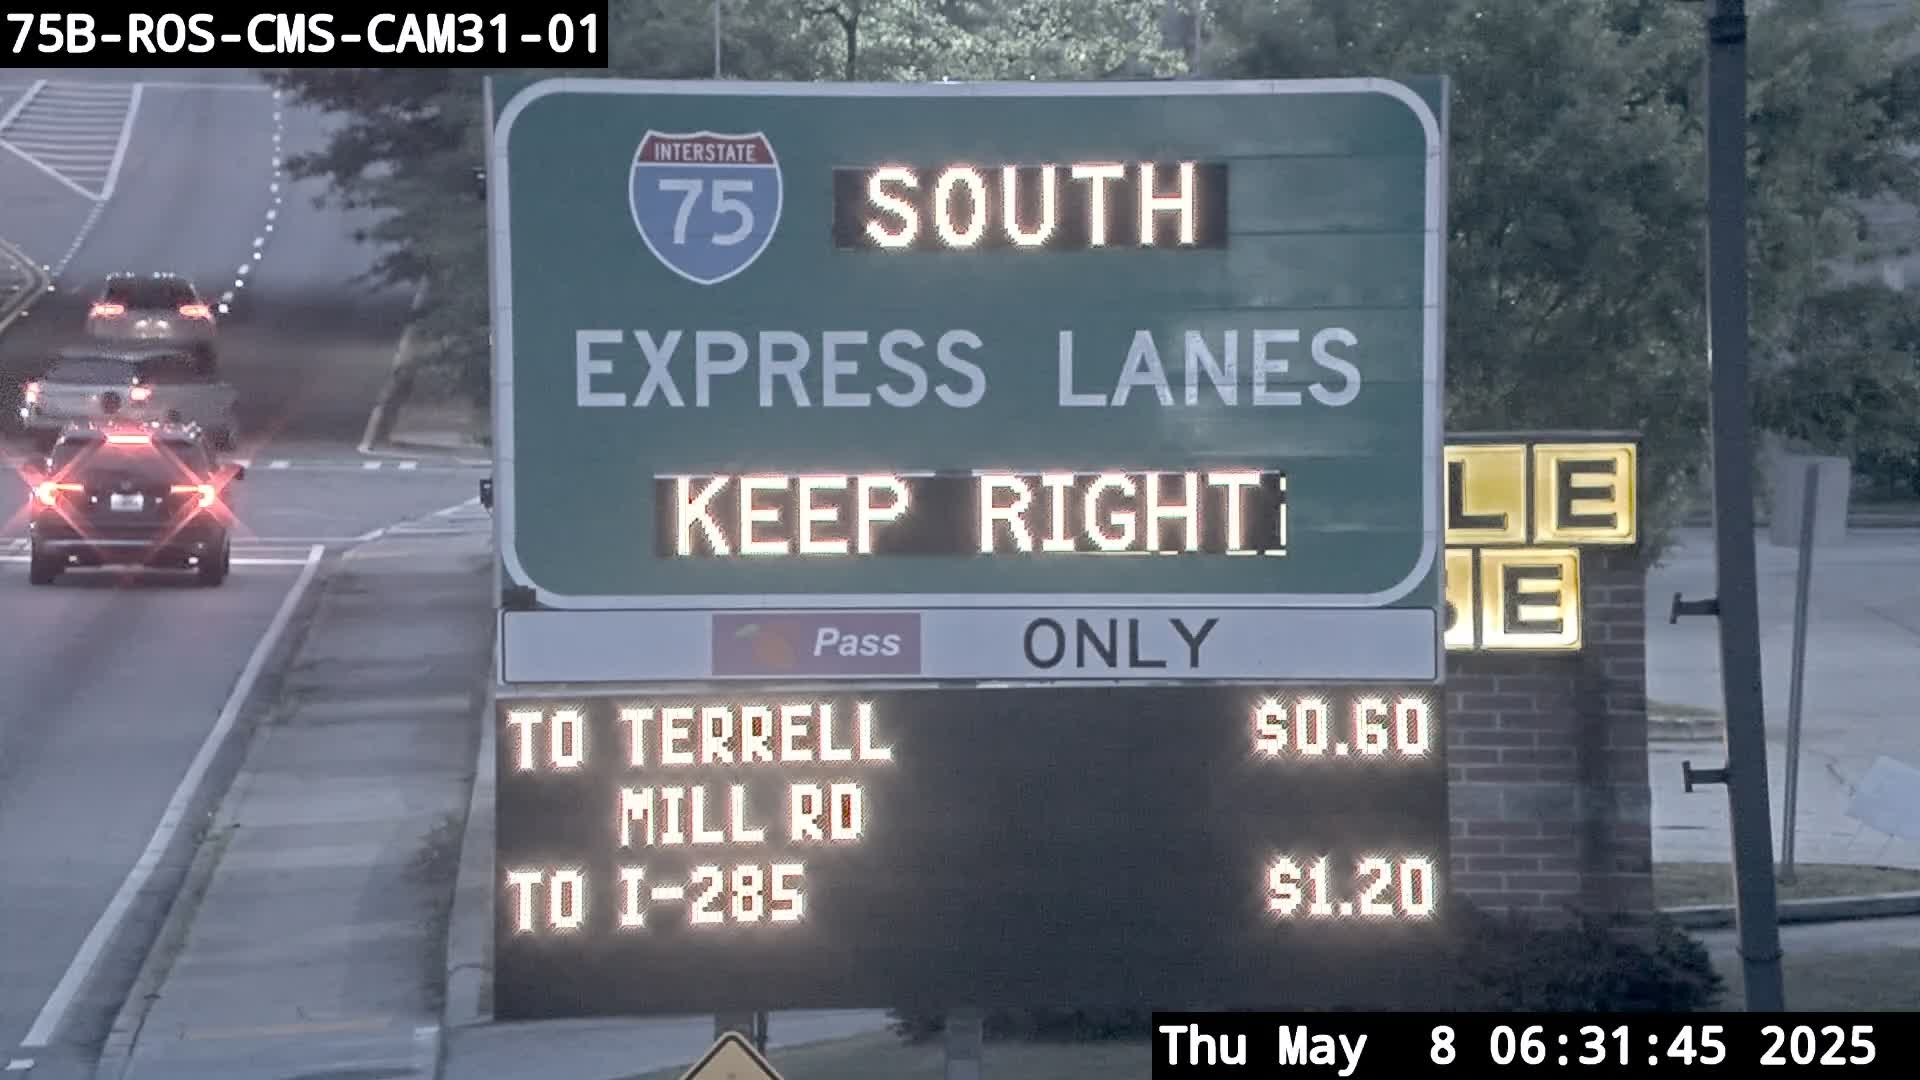 75B-ROS-CMS-CAM31-01
INTERSTATE
75
SOUTH
EXPRESS LANES
KEEP RIGHT
Pass ONLY
TO TERRELL $0.60
MILL RD
TO I-285 $1.20
LE
E
Thu May 8 06:31:45 2025